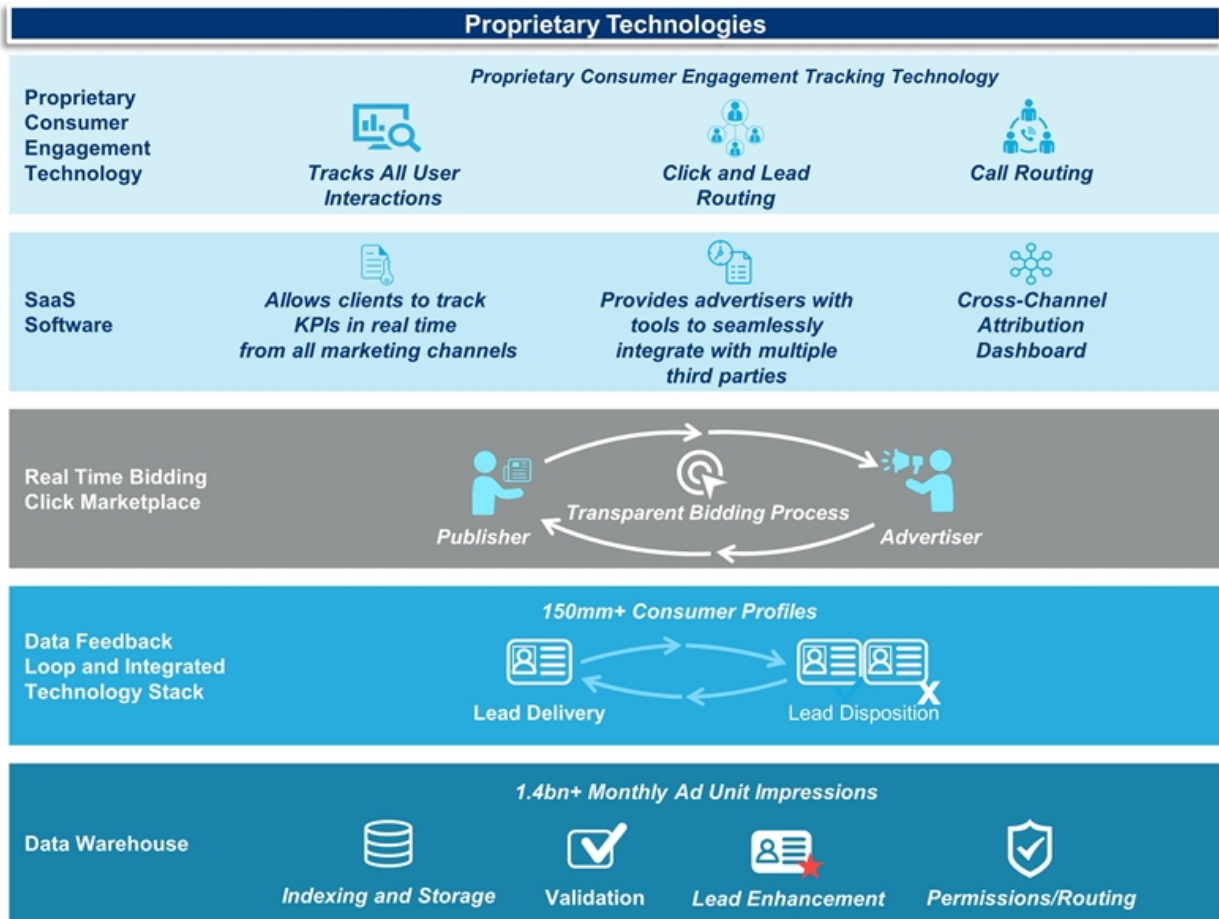 Proprietary Technologies
Proprietary
Consumer
Engagement
Technology
Proprietary Consumer Engagement Tracking Technology
Tracks All User
Interactions
Click and Lead
Routing
Call Routing
SaaS
Software
Allows clients to track
KPIs in real time
from all marketing channels
Provides advertisers with
tools to seamlessly
integrate with multiple
third parties
Cross-Channel
Attribution
Dashboard
Real Time Bidding
Click Marketplace
Publisher
Transparent Bidding Process
Advertiser
Data Feedback
Loop and Integrated
Technology Stack
150mm+ Consumer Profiles
Lead Delivery
X
Lead Disposition
Data Warehouse
1.4bn+ Monthly Ad Unit Impressions
Indexing and Storage
Validation
Lead Enhancement
Permissions/Routing